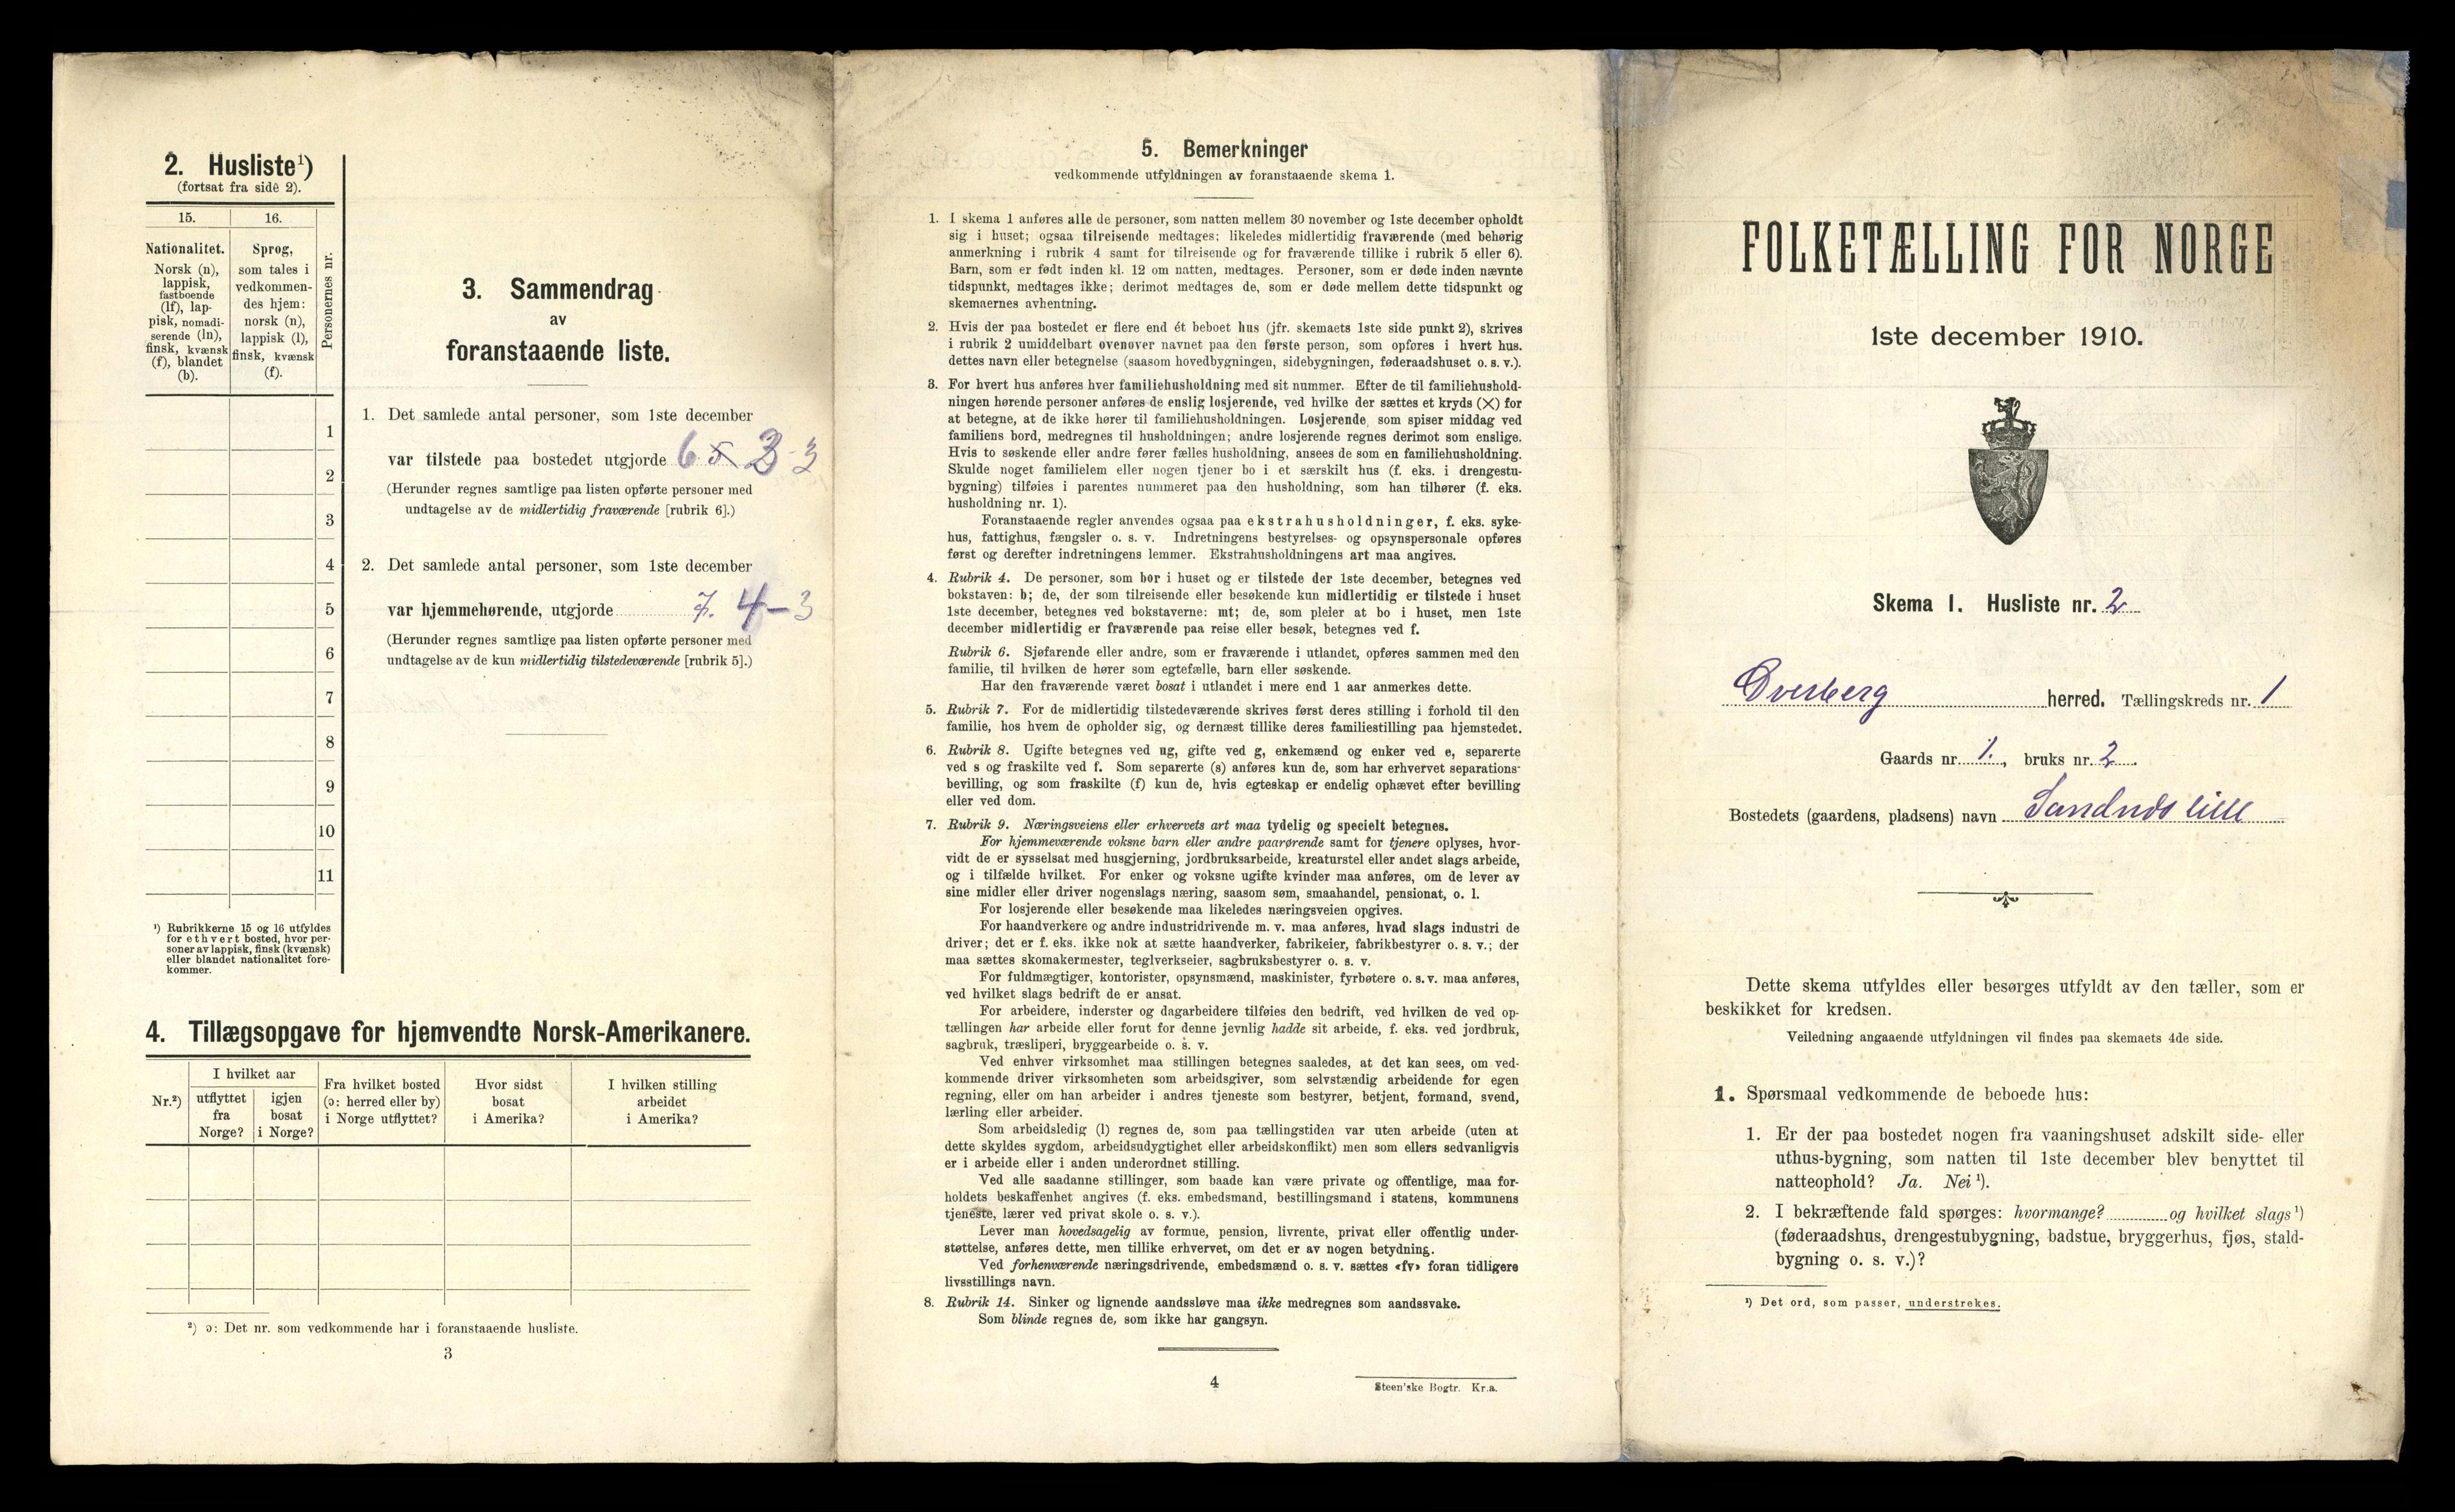 2. Husliste¹)
(fortsat fra side 2).
15.
16.
Nationalitet.
Norsk (n),
lappisk,
fastboende
(lf), lap-
pisk, nomadi-
serende (ln),
finsk, kvænsk
(f), blandet
(b).
Sprog,
som tales i
vedkommen-
des hjem:
norsk (n),
lappisk (l),
finsk, kvænsk
(f).
Personernes nr.
1
2
3
4
5
6
7
8
9
10
11
¹) Rubrikkerne 15 og 16 utfyldes
for ethvert bosted, hvor per-
soner av lappisk, finsk (kvænsk)
eller blandet nationalitet fore-
kommer.
3. Sammendrag
av
foranstaaende liste.
1. Det samlede antal personer, som 1ste december
var tilstede paa bostedet utgjorde 6 5 3-3
(Herunder regnes samtlige paa listen opførte personer med
undtagelse av de midlertidig fraværende [rubrik 6].)
2. Det samlede antal personer, som 1ste december
var hjemmehørende, utgjorde 7. 4-3
(Herunder regnes samtlige paa listen opførte personer med
undtagelse av de kun midlertidig tilstedeværende [rubrik 5].)
4. Tillægsopgave for hjemvendte Norsk-Amerikanere.
Nr.²)
I hvilket aar
utflyttet
fra
Norge?
igjen
bosat
i Norge?
Fra hvilket bosted
(ɔ: herred eller by)
i Norge utflyttet?
Hvor sidst
bosat
i Amerika?
I hvilken stilling
arbeidet
i Amerika?
²) ɔ: Det nr. som vedkommende har i foranstaaende husliste.
3
5. Bemerkninger
vedkommende utfyldningen av foranstaaende skema 1.
1. I skema 1 anføres alle de personer, som natten mellem 30 november og 1ste december opholdt
sig i huset; ogsaa tilreisende medtages; likeledes midlertidig fraværende (med behørig
anmerkning i rubrik 4 samt for tilreisende og for fraværende tillike i rubrik 5 eller 6).
Barn, som er født inden kl. 12 om natten, medtages. Personer, som er døde inden nævnte
tidspunkt, medtages ikke; derimot medtages de, som er døde mellem dette tidspunkt og
skemaernes avhentning.
2. Hvis der paa bostedet er flere end ét beboet hus (jfr. skemaets 1ste side punkt 2), skrives
i rubrik 2 umiddelbart ovenover navnet paa den første person, som opføres i hvert hus.
dettes navn eller betegnelse (saasom hovedbygningen, sidebygningen, føderaadshuset o. s. v.).
3. For hvert hus anføres hver familiehusholdning med sit nummer. Efter de til familiehushold-
ningen hørende personer anføres de enslig losjerende, ved hvilke der sættes et kryds (X) for
at betegne, at de ikke hører til familiehusholdningen. Losjerende, som spiser middag ved
familiens bord, medregnes til husholdningen; andre losjerende regnes derimot som enslige.
Hvis to søskende eller andre fører fælles husholdning, ansees de som en familiehusholdning.
Skulde noget familielem eller nogen tjener bo i et særskilt hus (f. eks. i drengestu-
bygning) tilføies i parentes nummeret paa den husholdning, som han tilhører (f. eks.
husholdning nr. 1).
Foranstaaende regler anvendes ogsaa paa ekstrahusholdninger, f. eks. syke-
hus, fattighus, fængsler o. s. v. Indretningens bestyrelses- og opsynspersonale opføres
først og derefter indretningens lemmer. Ekstrahusholdningens art maa angives.
4. Rubrik 4. De personer, som bor i huset og er tilstede der 1ste december, betegnes ved
bokstaven: b; de, der som tilreisende eller besøkende kun midlertidig er tilstede i huset
1ste december, betegnes ved bokstaverne: mt; de, som pleier at bo i huset, men 1ste
december midlertidig er fraværende paa reise eller besøk, betegnes ved f.
Rubrik 6. Sjøfarende eller andre, som er fraværende i utlandet, opføres sammen med den
familie, til hvilken de hører som egtefælle, barn eller søskende.
Har den fraværende været bosat i utlandet i mere end 1 aar anmerkes dette.
5. Rubrik 7. For de midlertidig tilstedeværende skrives først deres stilling i forhold til den
familie, hos hvem de opholder sig, og dernæst tillike deres familiestilling paa hjemstedet.
6. Rubrik 8. Ugifte betegnes ved ug, gifte ved g, enkemænd og enker ved e, separerte
ved s og fraskilte ved f. Som separerte (s) anføres kun de, som har erhvervet separations-
bevilling, og som fraskilte (f) kun de, hvis egteskap er endelig ophævet efter bevilling
eller ved dom.
7. Rubrik 9. Næringsveiens eller erhvervets art maa tydelig og specielt betegnes.
For hjemmeværende voksne barn eller andre paarørende samt for tjenere oplyses, hvor-
vidt de er sysselsat med husgjerning, jordbruksarbeide, kreaturstel eller andet slags arbeide,
og i tilfælde hvilket. For enker og voksne ugifte kvinder maa anføres, om de lever av
sine midler eller driver nogenslags næring, saasom søm, smaahandel, pensionat, o. l.
For losjerende eller besøkende maa likeledes næringsveien opgives.
For haandverkere og andre industridrivende m. v. maa anføres, hvad slags industri de
driver; det er f. eks. ikke nok at sætte haandverker, fabrikeier, fabrikbestyrer o. s. v.; der
maa sættes skomakermester, teglverkseier, sagbruksbestyrer o. s. v.
For fuldmægtiger, kontorister, opsynsmænd, maskinister, fyrbøtere o. s. v. maa anføres,
ved hvilket slags bedrift de er ansat.
For arbeidere, inderster og dagarbeidere tilføies den bedrift, ved hvilken de ved op-
tællingen har arbeide eller forut for denne jevnlig hadde sit arbeide, f. eks. ved jordbruk,
sagbruk, træsliperi, bryggearbeide o. s. v.
Ved enhver virksomhet maa stillingen betegnes saaledes, at det kan sees, om ved-
kommende driver virksomheten som arbeidsgiver, som selvstændig arbeidende for egen
regning, eller om han arbeider i andres tjeneste som bestyrer, betjent, formand, svend,
lærling eller arbeider.
Som arbeidsledig (l) regnes de, som paa tællingstiden var uten arbeide (uten at
dette skyldes sygdom, arbeidsudygtighet eller arbeidskonflikt) men som ellers sedvanligvis
er i arbeide eller i anden underordnet stilling.
Ved alle saadanne stillinger, som baade kan være private og offentlige, maa for-
holdets beskaffenhet angives (f. eks. embedsmand, bestillingsmand i statens, kommunens
tjeneste, lærer ved privat skole o. s. v.).
Lever man hovedsagelig av formue, pension, livrente, privat eller offentlig under-
støttelse, anføres dette, men tillike erhvervet, om det er av nogen betydning.
Ved forhenværende næringsdrivende, embedsmænd o. s. v. sættes «fv» foran tidligere
livsstillings navn.
8. Rubrik 14. Sinker og lignende aandssløve maa ikke medregnes som aandssvake.
Som blinde regnes de, som ikke har gangsyn.
4
Steen'ske Bogtr. Kr.a.
FOLKETÆLLING FOR NORGE
1ste december 1910.
Skema 1. Husliste nr. 2
Øverberg herred. Tællingskreds nr. 1
Gaards nr. 1., bruks nr. 2.
Bostedets (gaardens, pladsens) navn Sandnes lille
Dette skema utfyldes eller besørges utfyldt av den tæller, som er
beskikket for kredsen.
Veiledning angaaende utfyldningen vil findes paa skemaets 4de side.
1. Spørsmaal vedkommende de beboede hus:
1. Er der paa bostedet nogen fra vaaningshuset adskilt side- eller
uthus-bygning, som natten til 1ste december blev benyttet til
natteophold? Ja. Nei ¹).
2. I bekræftende fald spørges: hvormange? og hvilket slags ¹)
(føderaadshus, drengestubygning, badstue, bryggerhus, fjøs, stald-
bygning o. s. v.)?
¹) Det ord, som passer, understrekes.